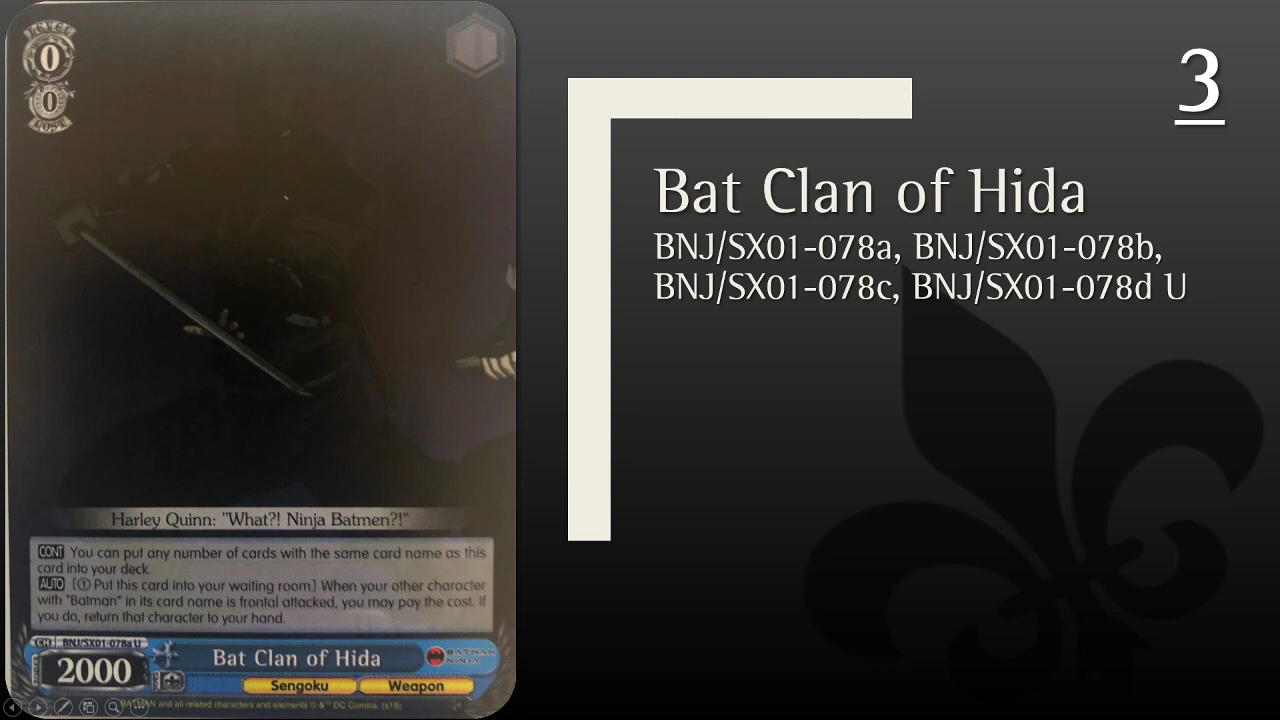 LEVEL
0
0
COST
Harley Quinn: "What?! Ninja Batmen?!"
CONT You can put any number of cards with the same card name as this
card into your deck.
AUTO [① Put this card into your waiting room] When your other character
with "Batman" in its card name is frontal attacked, you may pay the cost. If
you do, return that character to your hand.
CH BNJ/SX01-078a U
2000
Bat Clan of Hida
BATMAN
NINJA
Sengoku
Weapon
BATMAN and all related characters and elements © & ™ DC Comics. (s19)
3
Bat Clan of Hida
BNJ/SX01-078a, BNJ/SX01-078b,
BNJ/SX01-078c, BNJ/SX01-078d U